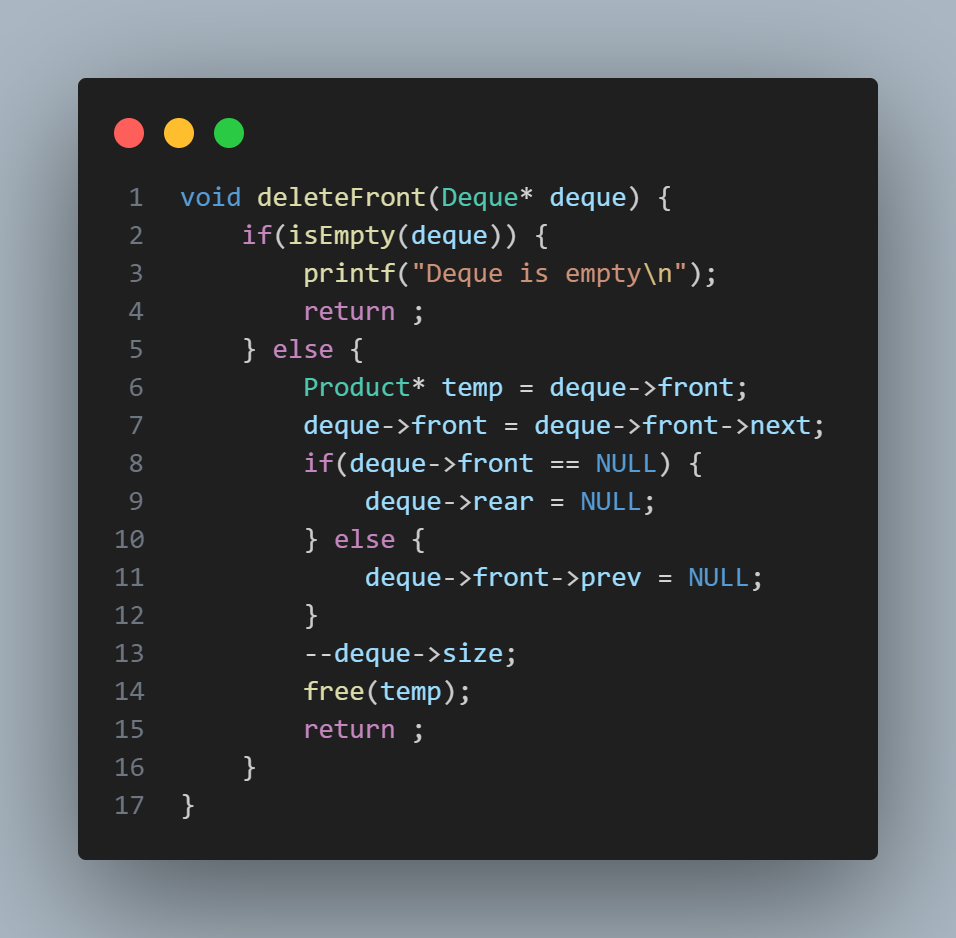 1 void deleteFront(Deque* deque) {
2     if(isEmpty(deque)) {
3         printf("Deque is empty\n");
4         return ;
5     } else {
6         Product* temp = deque->front;
7         deque->front = deque->front->next;
8         if(deque->front == NULL) {
9             deque->rear = NULL;
10         } else {
11             deque->front->prev = NULL;
12         }
13         --deque->size;
14         free(temp);
15         return ;
16     }
17 }